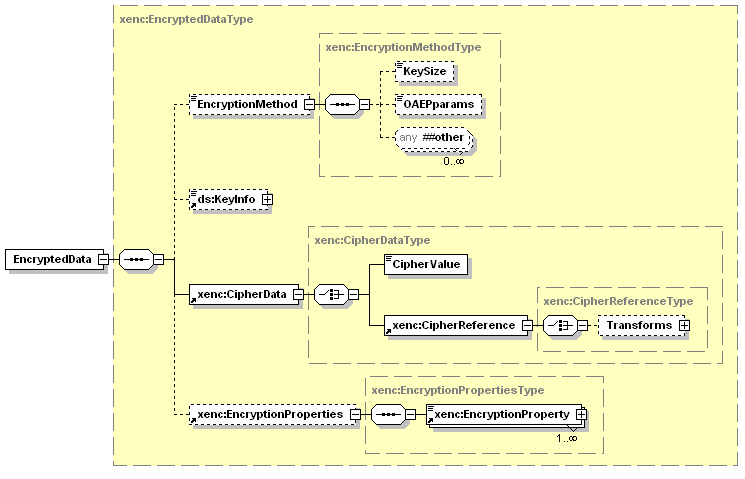 xenc:EncryptedDataType
xenc:EncryptionMethodType
KeySize
EncryptionMethod
OAEPparams
any ##other
0..∞
ds:KeyInfo
xenc:CipherDataType
EncryptedData
CipherValue
xenc:CipherData
xenc:CipherReferenceType
xenc:CipherReference
Transforms
xenc:EncryptionPropertiesType
xenc:EncryptionProperties
xenc:EncryptionProperty
1..∞